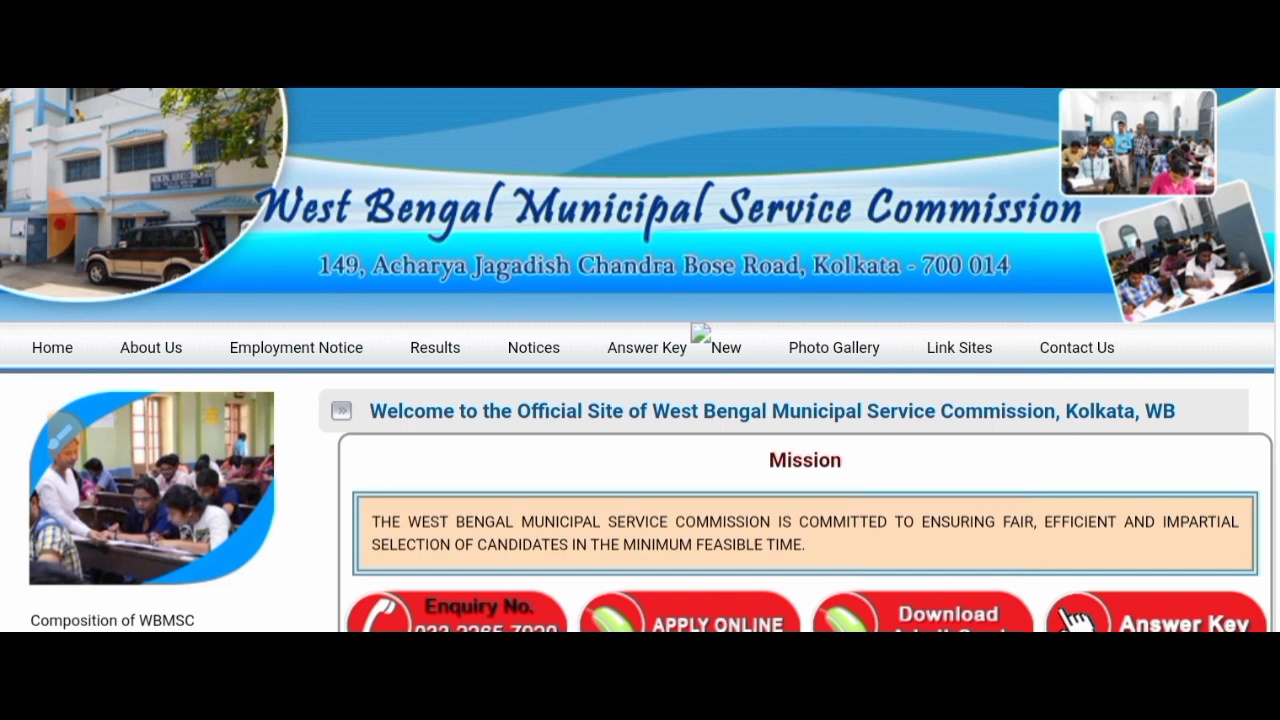 West Bengal Municipal Service Commission
149, Acharya Jagadish Chandra Bose Road, Kolkata - 700 014
Home About Us Employment Notice Results Notices Answer Key New Photo Gallery Link Sites Contact Us
Welcome to the Official Site of West Bengal Municipal Service Commission, Kolkata, WB
Mission
THE WEST BENGAL MUNICIPAL SERVICE COMMISSION IS COMMITTED TO ENSURING FAIR, EFFICIENT AND IMPARTIAL
SELECTION OF CANDIDATES IN THE MINIMUM FEASIBLE TIME.
Composition of WBMSC
Enquiry No.
APPLY ONLINE
Download
Answer Key